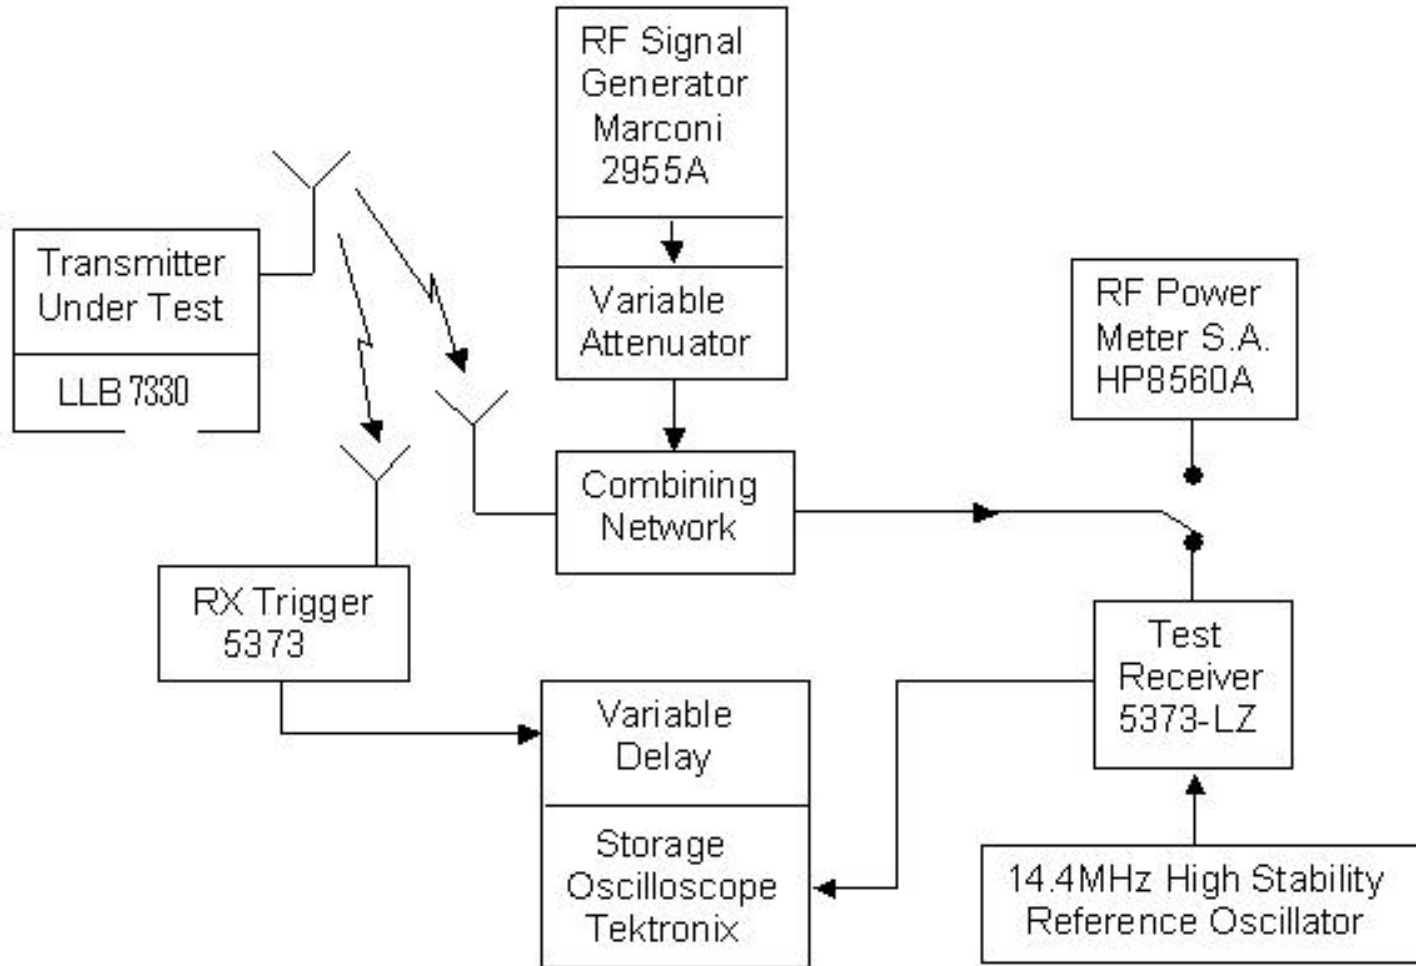 RF Signal
Generator
Marconi
2955A
Transmitter
Under Test
LLB 7330
Variable
Attenuator
RF Power
Meter S.A.
HP8560A
Combining
Network
RX Trigger
5373
Test
Receiver
5373-LZ
Variable
Delay
Storage
Oscilloscope
Tektronix
14.4MHz High Stability
Reference Oscillator